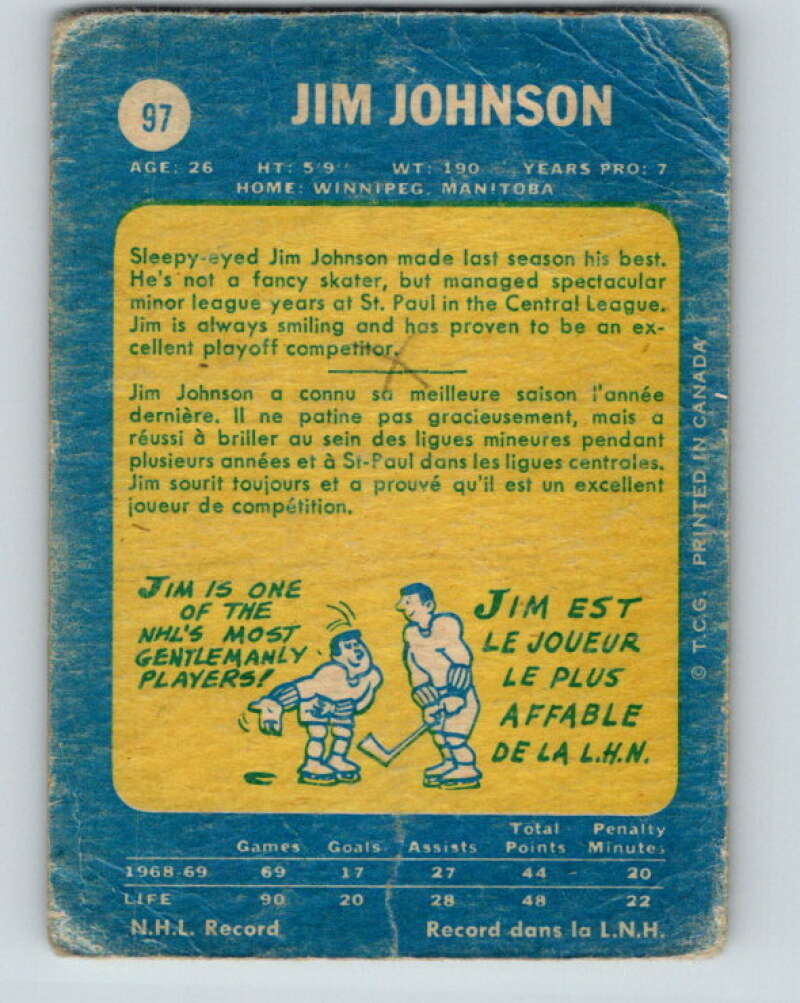 97
JIM JOHNSON
AGE: 26 HT: 5'9" WT: 190 YEARS PRO: 7
HOME: WINNIPEG, MANITOBA
Sleepy-eyed Jim Johnson made last season his best.
He's not a fancy skater, but managed spectacular
minor league years at St. Paul in the Central League.
Jim is always smiling and has proven to be an ex-
cellent playoff competitor.
Jim Johnson a connu sa meilleure saison l'année
dernière. Il ne patine pas gracieusement, mais a
réussi à briller au sein des ligues mineures pendant
plusieurs années et à St-Paul dans les ligues centrales.
Jim sourit toujours et a prouvé qu'il est un excellent
joueur de compétition.
JIM IS ONE
OF THE
NHL'S MOST
GENTLEMANLY
PLAYERS!
JIM EST
LE JOUEUR
LE PLUS
AFFABLE
DE LA L.H.N.
© T.C.G. PRINTED IN CANADA
Total Penalty
Games Goals Assists Points Minutes
1968-69 69 17 27 44 20
LIFE 90 20 28 48 22
N.H.L. Record Record dans la L.N.H.